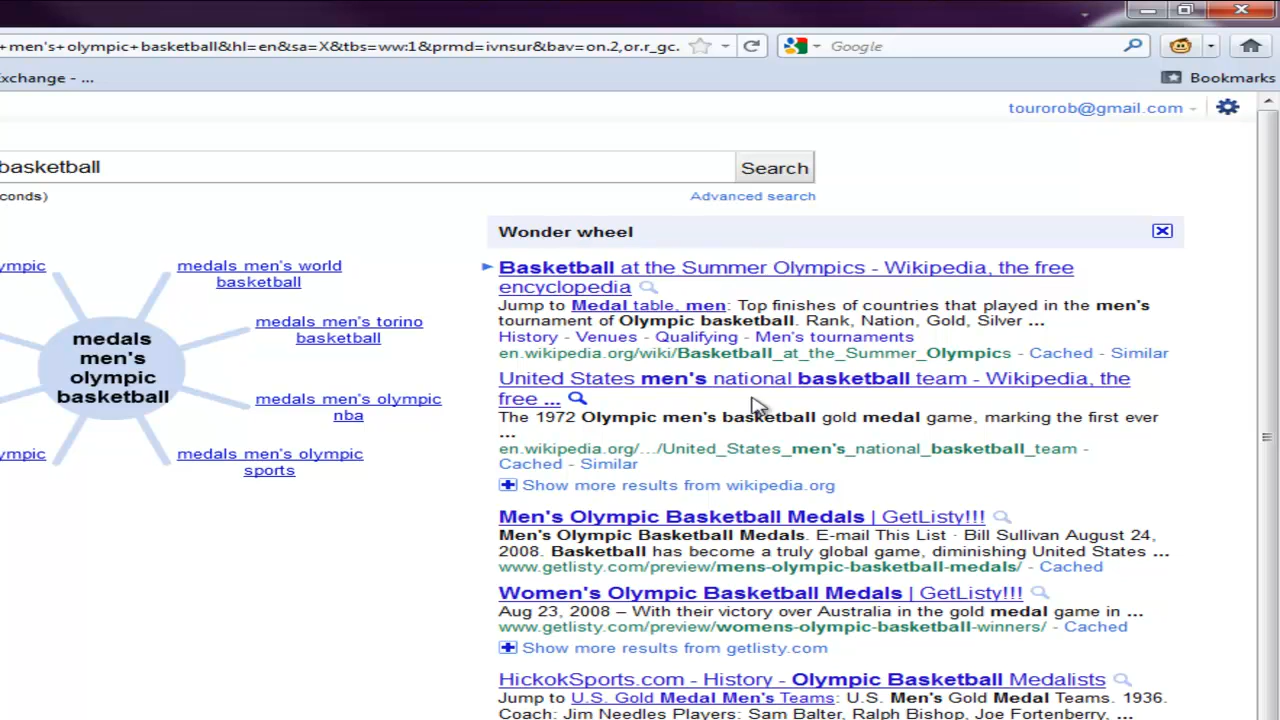 +men's+olympic+basketball&hl=en&sa=X&tbs=ww:1&prmd=ivnsur&bav=on.2,or.r_gc.
Google
xchange - ...
Bookmarks
tourorob@gmail.com
basketball
Search
conds)
Advanced search
Wonder wheel
ympic
medals men's world
basketball
medals men's torino
basketball
medals
men's
olympic
basketball
medals men's olympic
nba
ympic
medals men's olympic
sports
Basketball at the Summer Olympics - Wikipedia, the free
encyclopedia
Jump to Medal table, men: Top finishes of countries that played in the men's
tournament of Olympic basketball. Rank, Nation, Gold, Silver ...
History - Venues - Qualifying - Men's tournaments
en.wikipedia.org/wiki/Basketball_at_the_Summer_Olympics - Cached - Similar
United States men's national basketball team - Wikipedia, the
free ...
The 1972 Olympic men's basketball gold medal game, marking the first ever
...
en.wikipedia.org/.../United_States_men's_national_basketball_team -
Cached - Similar
Show more results from wikipedia.org
Men's Olympic Basketball Medals | GetListy!!!
Men's Olympic Basketball Medals. E-mail This List · Bill Sullivan August 24,
2008. Basketball has become a truly global game, diminishing United States ...
www.getlisty.com/preview/mens-olympic-basketball-medals/ - Cached
Women's Olympic Basketball Medals | GetListy!!!
Aug 23, 2008 – With their victory over Australia in the gold medal game in ...
www.getlisty.com/preview/womens-olympic-basketball-winners/ - Cached
Show more results from getlisty.com
HickokSports.com - History - Olympic Basketball Medalists
Jump to U.S. Gold Medal Men's Teams: U.S. Men's Gold Medal Teams. 1936.
Coach: Jim Needles Players: Sam Balter, Ralph Bishop, Joe Fortenberry, ...